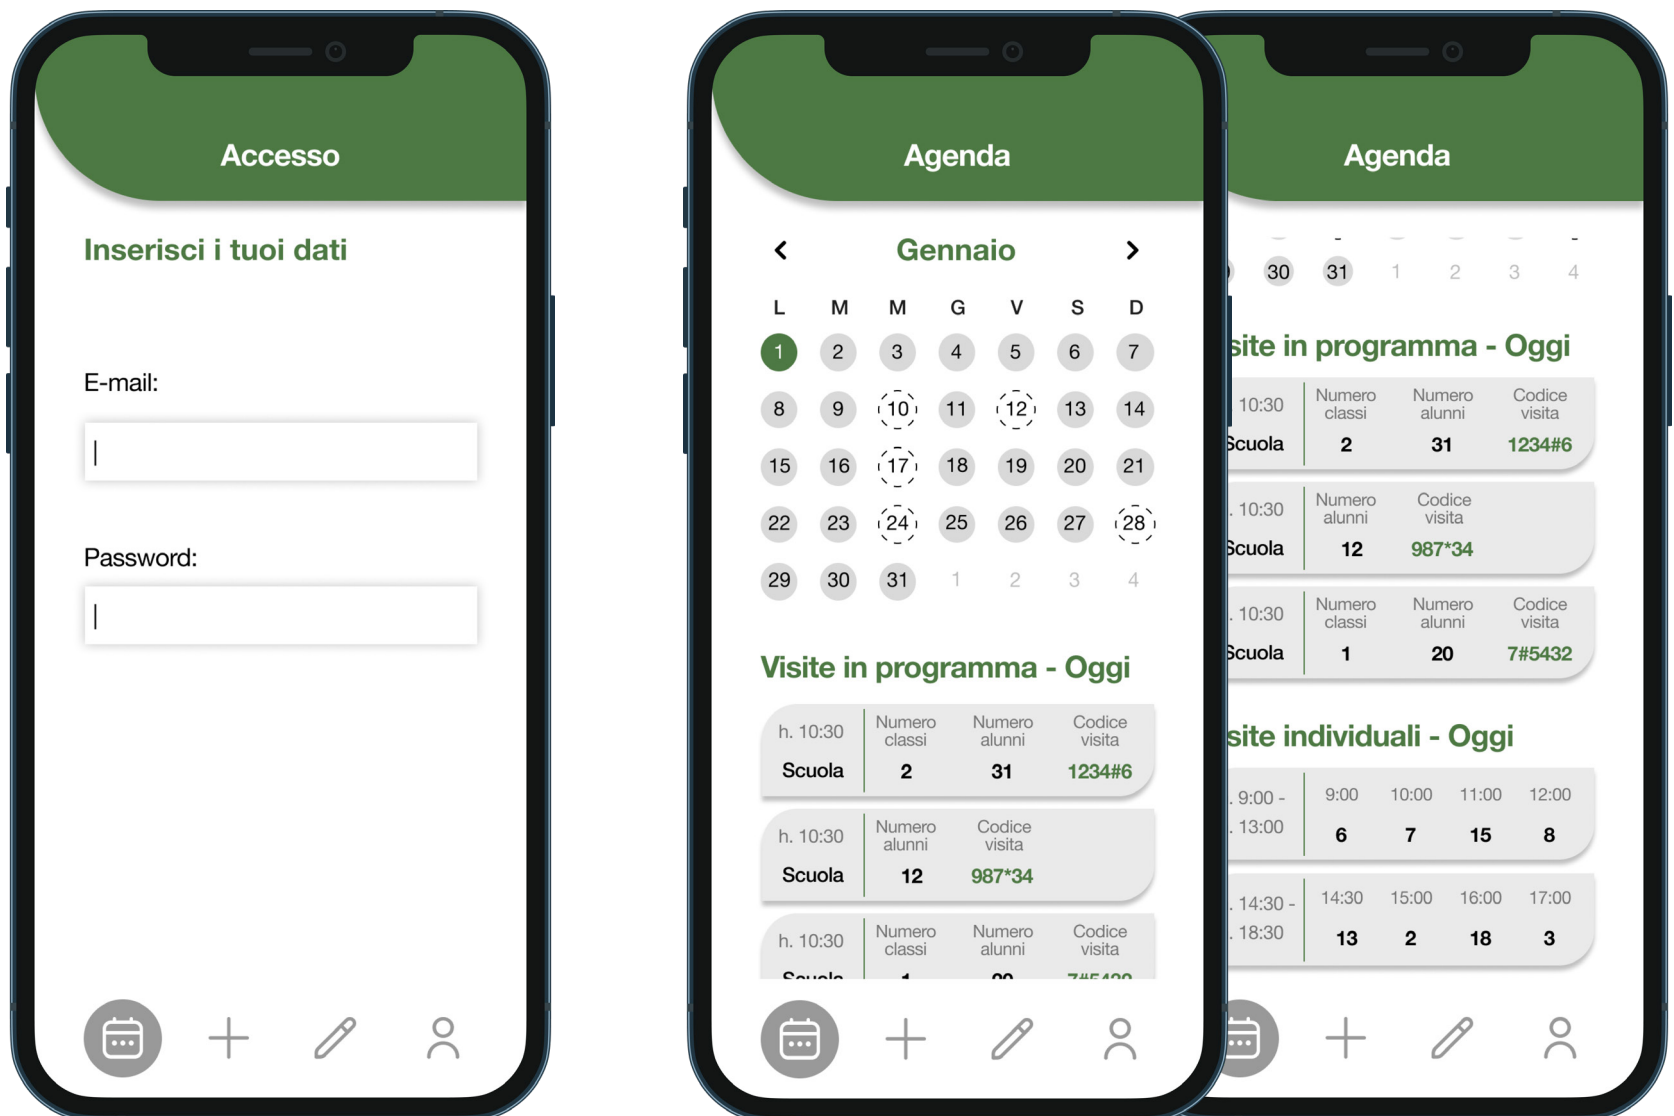 Accesso
Inserisci i tuoi dati
E-mail:
Password:
Agenda
Gennaio
L M M G V S D
1 2 3 4 5 6 7
8 9 10 11 12 13 14
15 16 17 18 19 20 21
22 23 24 25 26 27 28
29 30 31 1 2 3 4
Visite in programma - Oggi
h. 10:30 Numero classi Numero alunni Codice visita
Scuola 2 31 1234#6
h. 10:30 Numero alunni Codice visita
Scuola 12 987*34
h. 10:30 Numero classi Numero alunni Codice visita
Agenda
30 31 1 2 3 4
site in programma - Oggi
10:30 Numero classi Numero alunni Codice visita
Scuola 2 31 1234#6
. 10:30 Numero alunni Codice visita
Scuola 12 987*34
. 10:30 Numero classi Numero alunni Codice visita
Scuola 1 20 7#5432
site individuali - Oggi
. 9:00 - 9:00 10:00 11:00 12:00
. 13:00 6 7 15 8
. 14:30 - 14:30 15:00 16:00 17:00
. 18:30 13 2 18 3